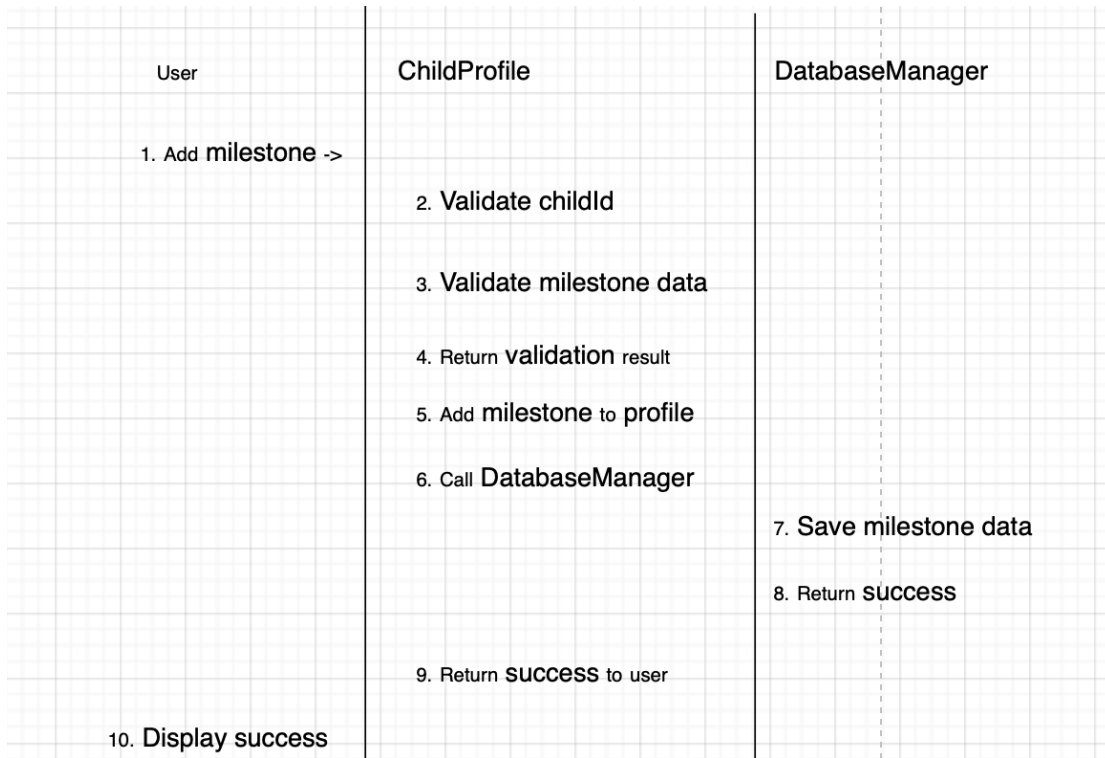 User
ChildProfile
DatabaseManager
1. Add milestone ->
2. Validate childId
3. Validate milestone data
4. Return validation result
5. Add milestone to profile
6. Call DatabaseManager
7. Save milestone data
8. Return success
9. Return success to user
10. Display success